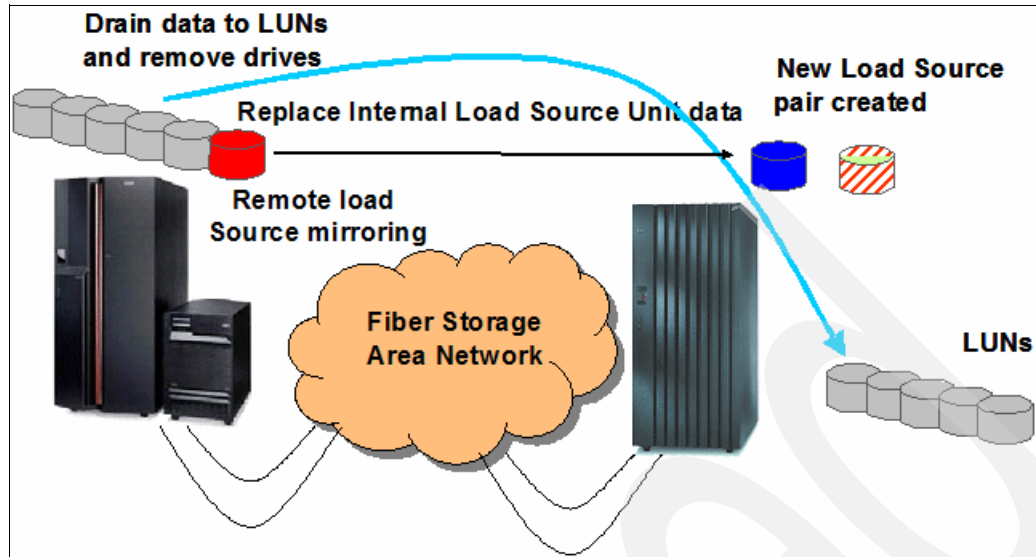 Drain data to LUNs
and remove drives
New Load Source
pair created
Replace Internal Load Source Unit data
Remote load
Source mirroring
Fiber Storage
Area Network
LUNs